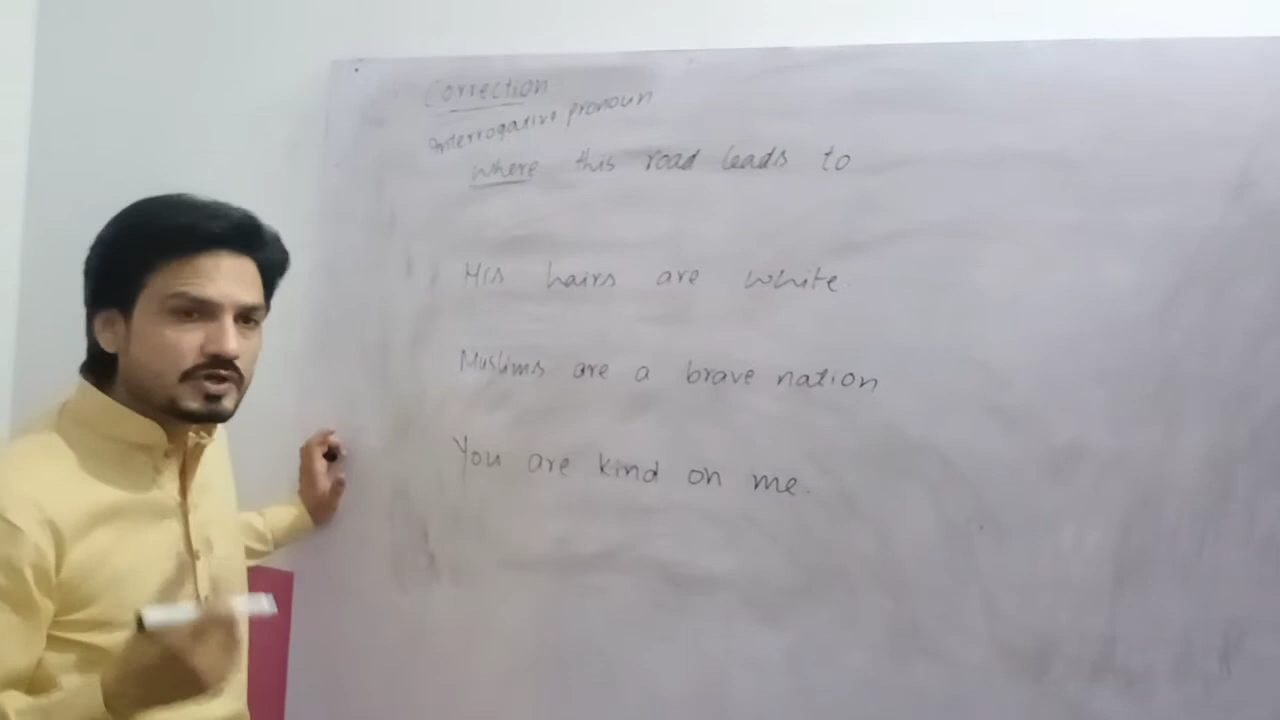 Correction
Interrogative pronoun
Where this road leads to
His hairs are white.
Muslims are a brave nation
You are kind on me.